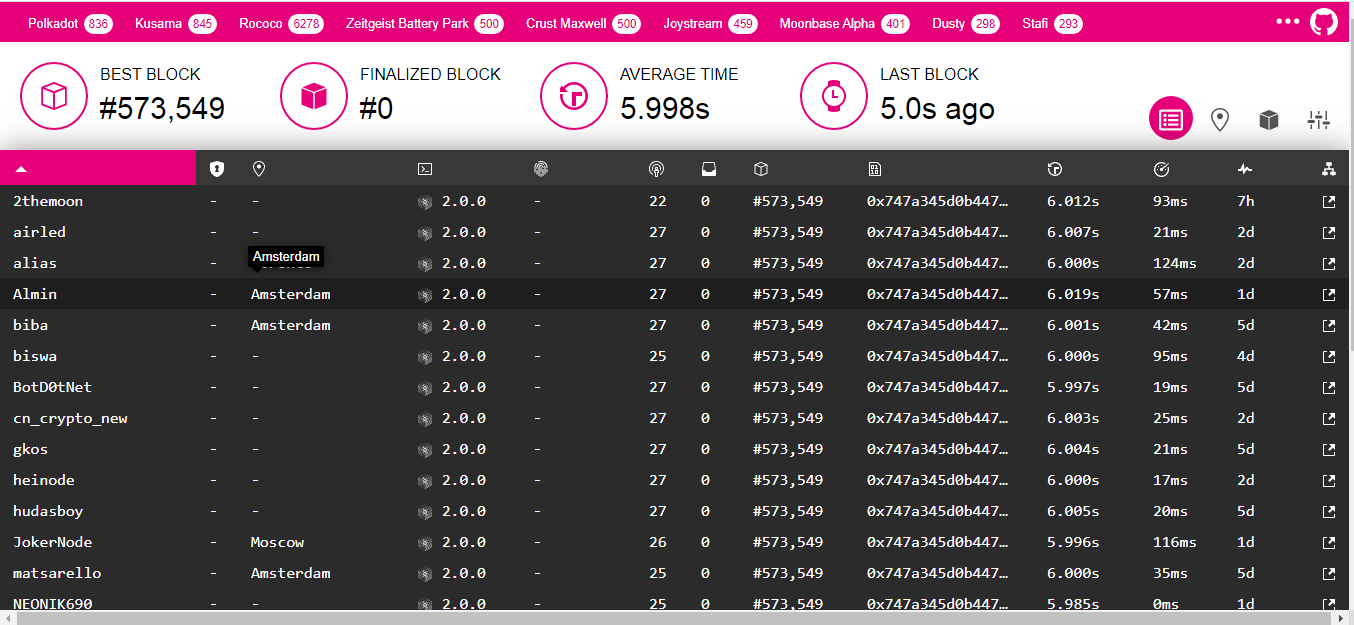 Polkadot 836 Kusama 845 Rococo 6278 Zeitgeist Battery Park 500 Crust Maxwell 500 Joystream 459 Moonbase Alpha 401 Dusty 298 Stafi 293
BEST BLOCK FINALIZED BLOCK AVERAGE TIME LAST BLOCK
#573,549 #0 5.998s 5.0s ago
2themoon - - 2.0.0 - 22 0 #573,549 0x747a345d0b447… 6.012s 93ms 7h
airled - - 2.0.0 - 27 0 #573,549 0x747a345d0b447… 6.007s 21ms 2d
Amsterdam
alias - 2.0.0 - 27 0 #573,549 0x747a345d0b447… 6.000s 124ms 2d
Almin - Amsterdam 2.0.0 - 27 0 #573,549 0x747a345d0b447… 6.019s 57ms 1d
biba - Amsterdam 2.0.0 - 27 0 #573,549 0x747a345d0b447… 6.001s 42ms 5d
biswa - - 2.0.0 - 25 0 #573,549 0x747a345d0b447… 6.000s 95ms 4d
BotD0tNet - - 2.0.0 - 27 0 #573,549 0x747a345d0b447… 5.997s 19ms 5d
cn_crypto_new - - 2.0.0 - 27 0 #573,549 0x747a345d0b447… 6.003s 25ms 2d
gkos - - 2.0.0 - 27 0 #573,549 0x747a345d0b447… 6.004s 21ms 5d
heinode - - 2.0.0 - 27 0 #573,549 0x747a345d0b447… 6.000s 17ms 2d
hudasboy - - 2.0.0 - 27 0 #573,549 0x747a345d0b447… 6.005s 20ms 5d
JokerNode - Moscow 2.0.0 - 26 0 #573,549 0x747a345d0b447… 5.996s 116ms 1d
matsarello - Amsterdam 2.0.0 - 25 0 #573,549 0x747a345d0b447… 6.000s 35ms 5d
NEONIK690 - - 2.0.0 - 25 0 #573,549 0x747a345d0b447… 5.985s 0ms 1d